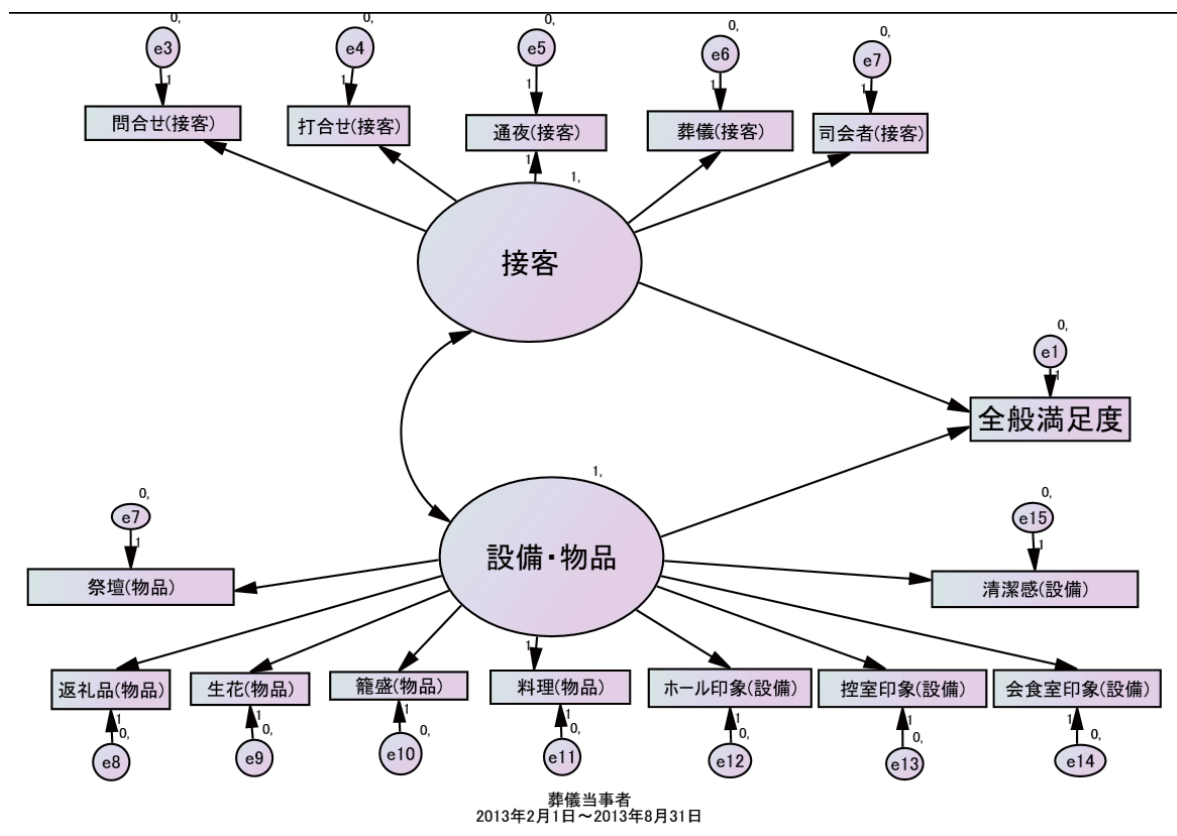 0,
0,
0,
0,
0,
e3
e4
e5
e6
e7
1
1
1
1
1
問合せ(接客)
打合せ(接客)
通夜(接客)
葬儀(接客)
司会者(接客)
1
1,
接客
0,
e1
1
全般満足度
1,
0,
0,
e7
e15
1
1
設備・物品
祭壇(物品)
清潔感(設備)
1
返礼品(物品)
生花(物品)
籠盛(物品)
料理(物品)
ホール印象(設備)
控室印象(設備)
会食室印象(設備)
1
1
1
1
1
1
1
0,
0,
0,
0,
0,
0,
0,
e8
e9
e10
e11
e12
e13
e14
葬儀当事者
2013年2月1日～2013年8月31日